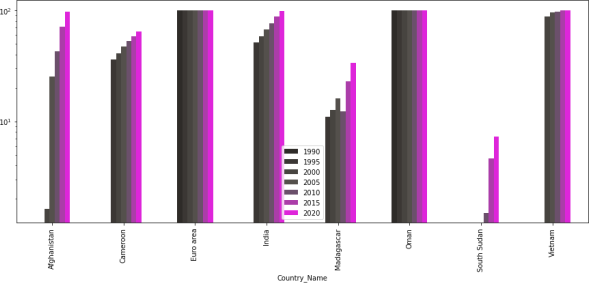 10²
10¹
1990
1995
2000
2005
2010
2015
2020
Afghanistan
Cameroon
Euro area
India
Madagascar
Oman
South Sudan
Vietnam
Country_Name